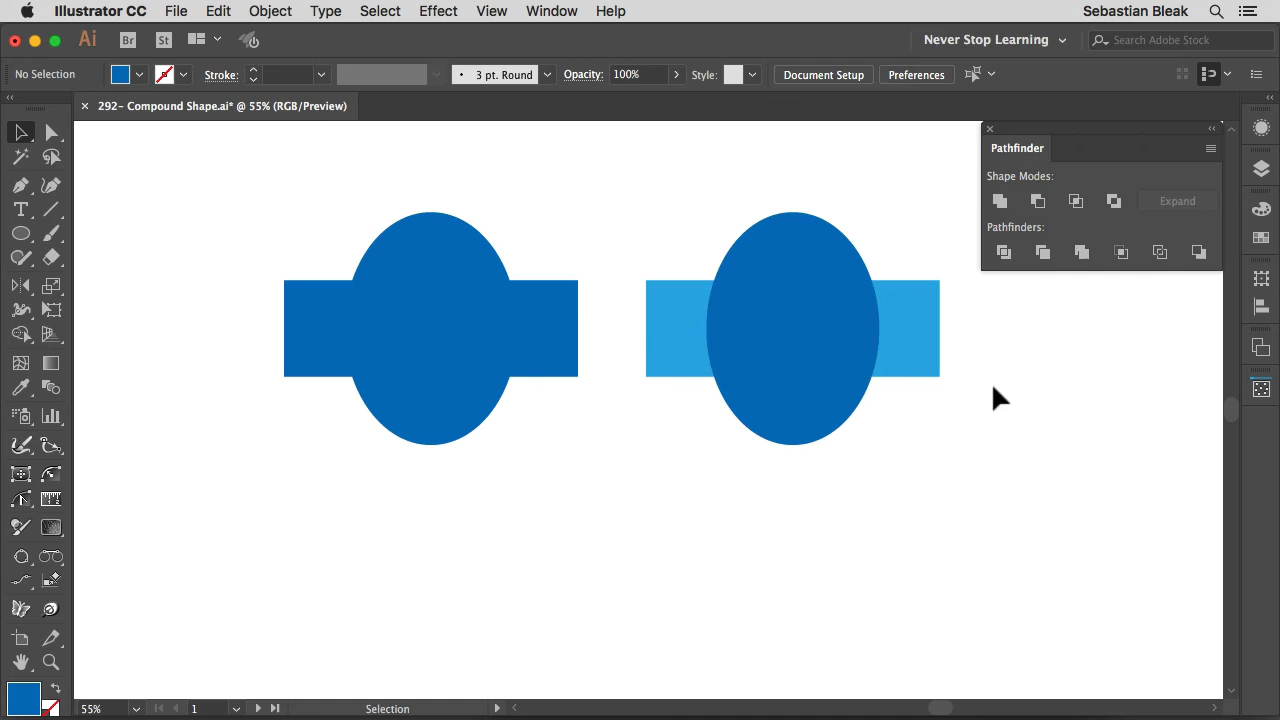 Illustrator CC File Edit Object Type Select Effect View Window Help Sebastian Bleak
Ai Br St Never Stop Learning Search Adobe Stock
No Selection Stroke: 3 pt. Round Opacity: 100% Style: Document Setup Preferences
292- Compound Shape.ai* @ 55% (RGB/Preview)
Pathfinder
Shape Modes:
Expand
Pathfinders:
55% 1 Selection